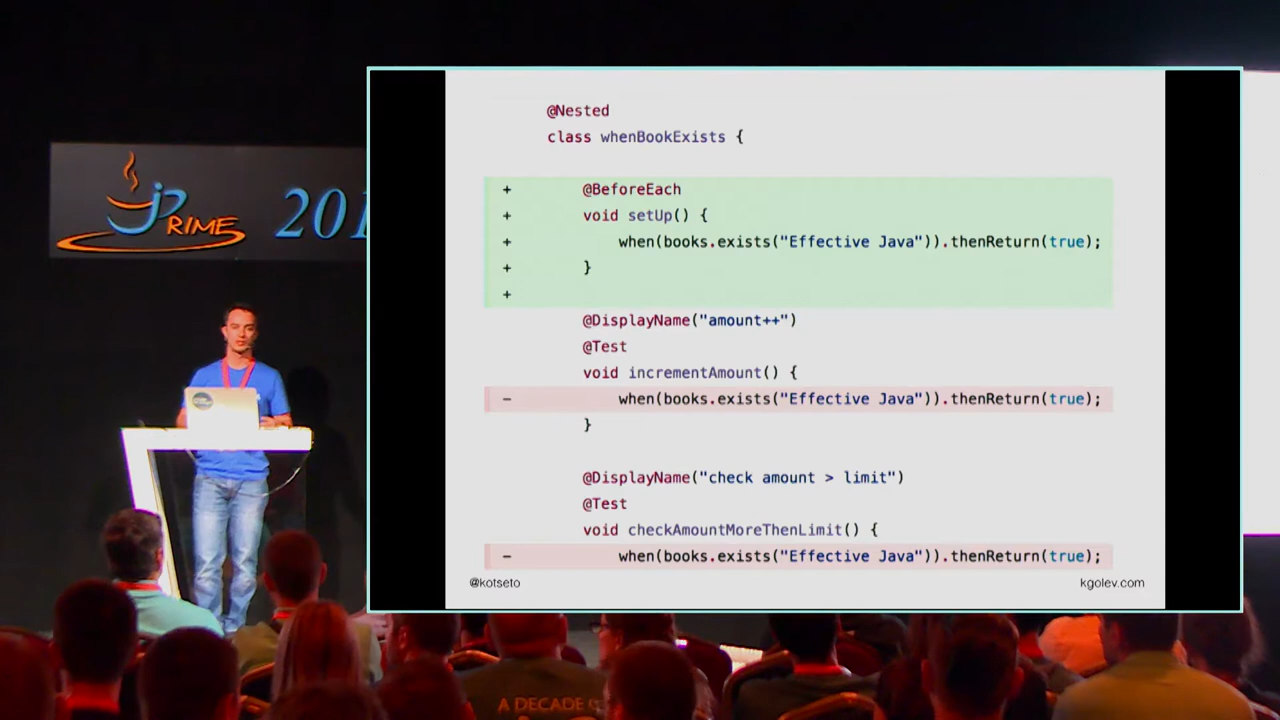 JPRIME 201
@Nested
class whenBookExists {
+ @BeforeEach
+ void setUp() {
+ when(books.exists("Effective Java")).thenReturn(true);
+ }
+
@DisplayName("amount++")
@Test
void incrementAmount() {
- when(books.exists("Effective Java")).thenReturn(true);
}
@DisplayName("check amount > limit")
@Test
void checkAmountMoreThenLimit() {
- when(books.exists("Effective Java")).thenReturn(true);
@kotseto
kgolev.com
A DECADE